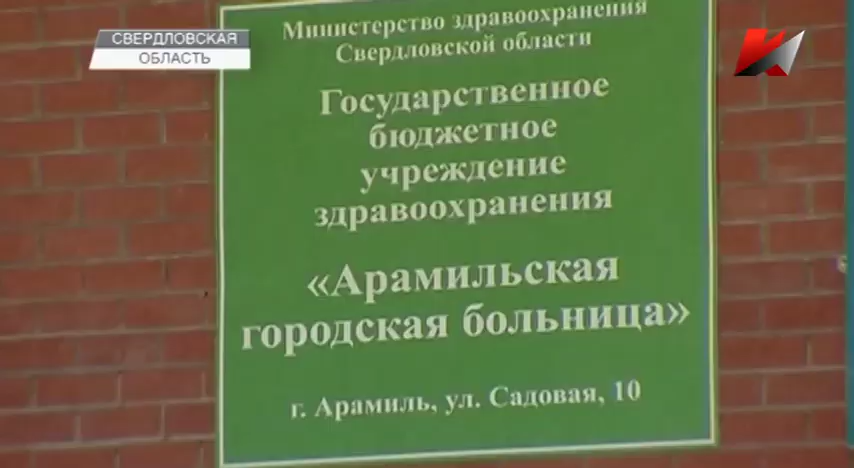 СВЕРДЛОВСКАЯ
ОБЛАСТЬ
Министерство здравоохранения
Свердловской области
Государственное
бюджетное
учреждение
здравоохранения
«Арамильская
городская больница»
г. Арамиль, ул. Садовая, 10